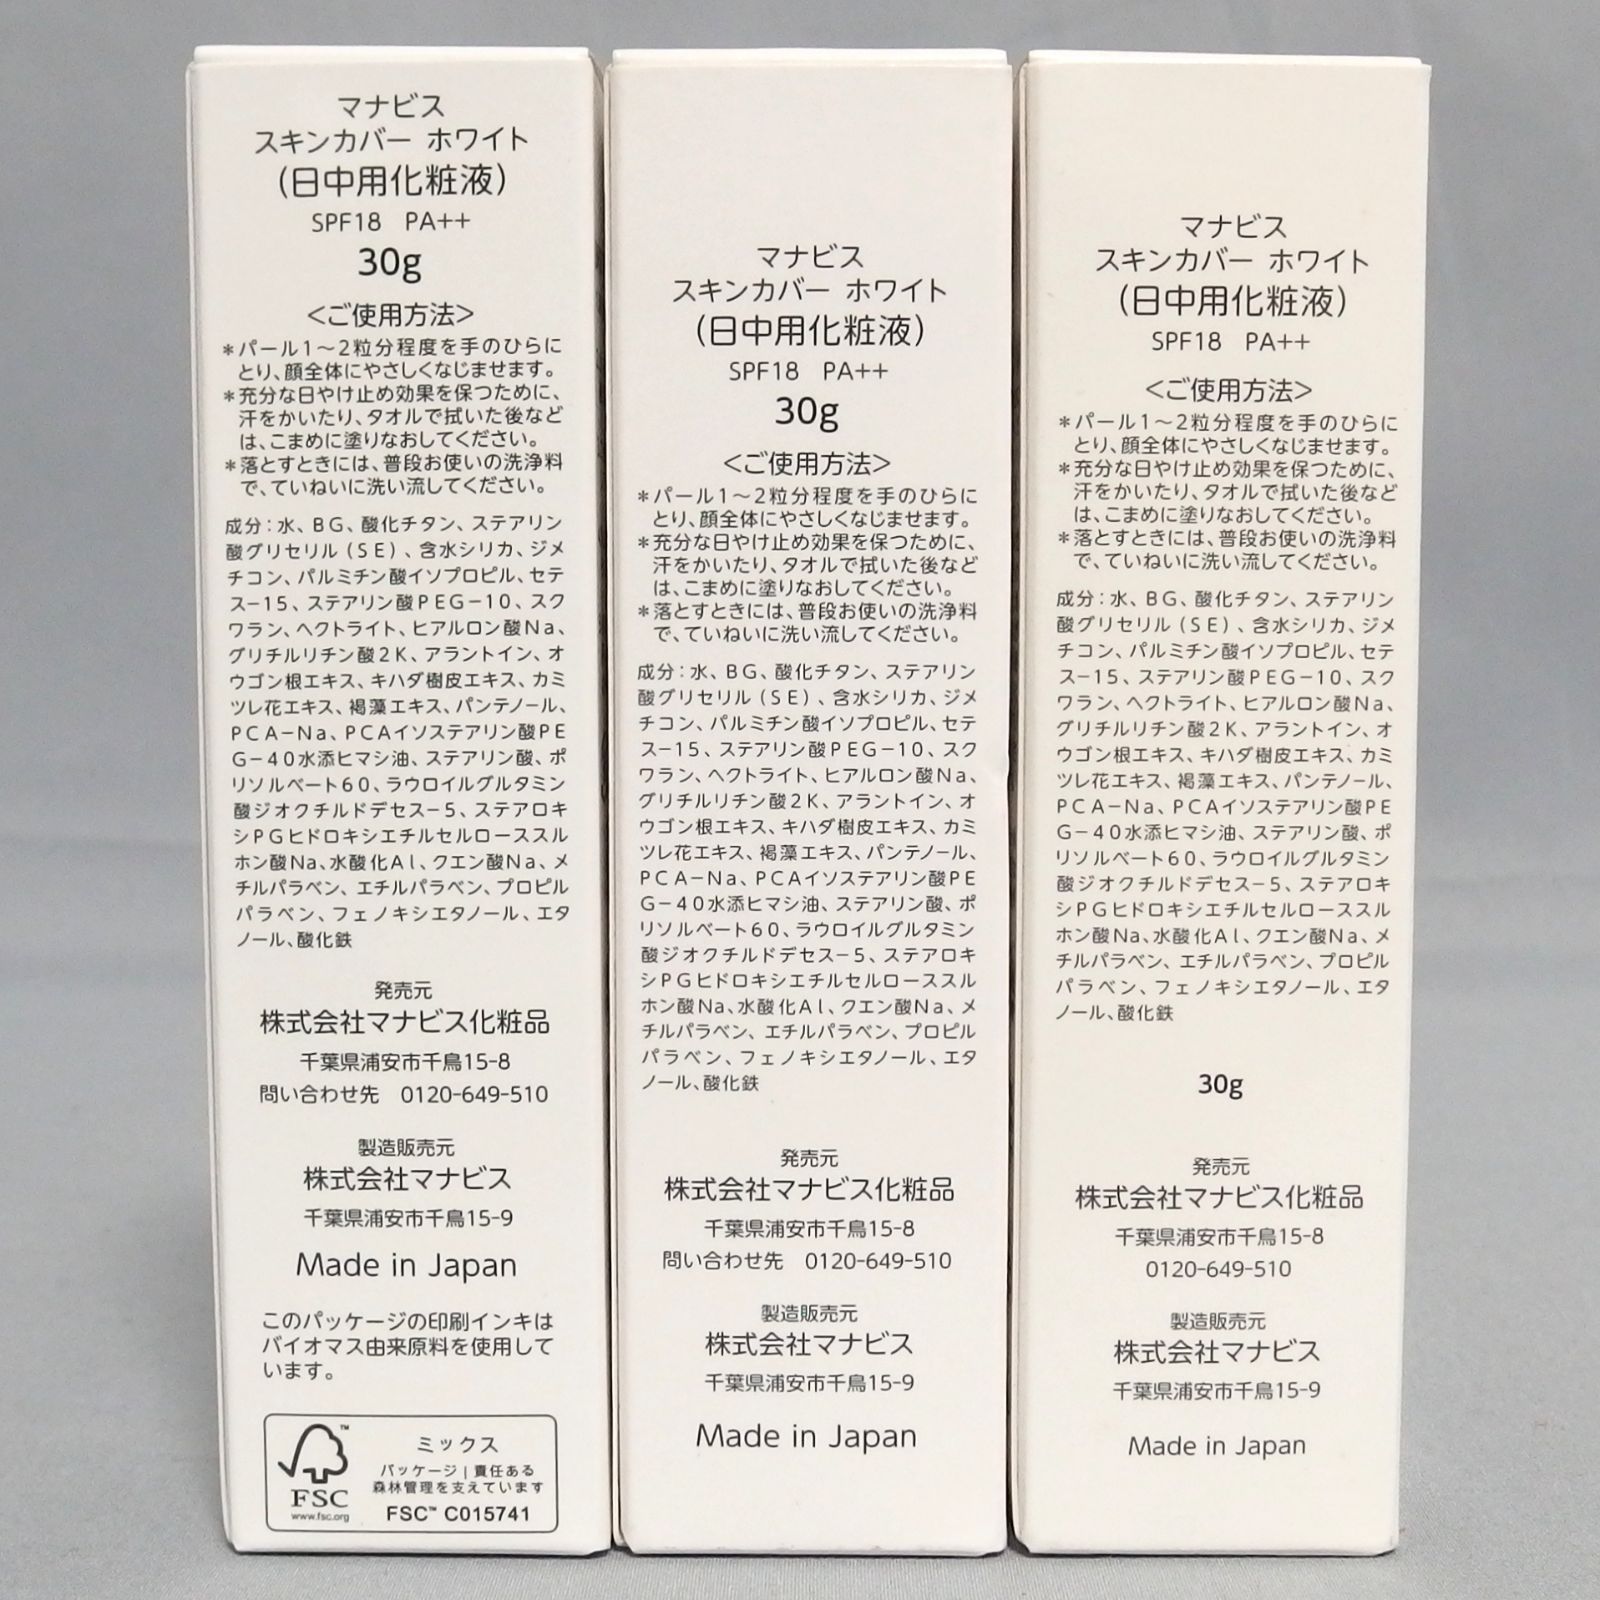 マナビス
スキンカバー ホワイト
(日中用化粧液)
SPF18 PA++
30g
<ご使用方法>
＊パール1〜2粒分程度を手のひらに
とり、顔全体にやさしくなじませます。
＊充分な日やけ止め効果を保つために、
汗をかいたり、タオルで拭いた後など
は、こまめに塗りなおしてください。
＊落とすときには、普段お使いの洗浄料
で、ていねいに洗い流してください。
成分：水、BG、酸化チタン、ステアリン
酸グリセリル（SE）、含水シリカ、ジメ
チコン、パルミチン酸イソプロピル、セテ
ス−15、ステアリン酸PEG−10、スク
ワラン、ヘクトライト、ヒアルロン酸Na、
グリチルリチン酸2K、アラントイン、オ
ウゴン根エキス、キハダ樹皮エキス、カミ
ツレ花エキス、褐藻エキス、パンテノール、
PCA−Na、PCAイソステアリン酸PE
G−40水添ヒマシ油、ステアリン酸、ポ
リソルベート60、ラウロイルグルタミン
酸ジオクチルドデセス−5、ステアロキ
シPGヒドロキシエチルセルローススル
ホン酸Na、水酸化Al、クエン酸Na、メ
チルパラベン、エチルパラベン、プロピル
パラベン、フェノキシエタノール、エタ
ノール、酸化鉄
発売元
株式会社マナビス化粧品
千葉県浦安市千鳥15-8
問い合わせ先 0120-649-510
製造販売元
株式会社マナビス
千葉県浦安市千鳥15-9
Made in Japan
このパッケージの印刷インキは
バイオマス由来原料を使用して
います。
FSC
www.fsc.org
ミックス
パッケージ | 責任ある
森林管理を支えています
FSC™ C015741
マナビス
スキンカバー ホワイト
(日中用化粧液)
SPF18 PA++
30g
<ご使用方法>
＊パール1〜2粒分程度を手のひらに
とり、顔全体にやさしくなじませます。
＊充分な日やけ止め効果を保つために、
汗をかいたり、タオルで拭いた後など
は、こまめに塗りなおしてください。
＊落とすときには、普段お使いの洗浄料
で、ていねいに洗い流してください。
成分：水、BG、酸化チタン、ステアリン
酸グリセリル（SE）、含水シリカ、ジメ
チコン、パルミチン酸イソプロピル、セテ
ス−15、ステアリン酸PEG−10、スク
ワラン、ヘクトライト、ヒアルロン酸Na、
グリチルリチン酸2K、アラントイン、オ
ウゴン根エキス、キハダ樹皮エキス、カミ
ツレ花エキス、褐藻エキス、パンテノール、
PCA−Na、PCAイソステアリン酸PE
G−40水添ヒマシ油、ステアリン酸、ポ
リソルベート60、ラウロイルグルタミン
酸ジオクチルドデセス−5、ステアロキ
シPGヒドロキシエチルセルローススル
ホン酸Na、水酸化Al、クエン酸Na、メ
チルパラベン、エチルパラベン、プロピル
パラベン、フェノキシエタノール、エタ
ノール、酸化鉄
発売元
株式会社マナビス化粧品
千葉県浦安市千鳥15-8
問い合わせ先 0120-649-510
製造販売元
株式会社マナビス
千葉県浦安市千鳥15-9
Made in Japan
マナビス
スキンカバー ホワイト
(日中用化粧液)
SPF18 PA++
<ご使用方法>
＊パール1〜2粒分程度を手のひらに
とり、顔全体にやさしくなじませます。
＊充分な日やけ止め効果を保つために、
汗をかいたり、タオルで拭いた後など
は、こまめに塗りなおしてください。
＊落とすときには、普段お使いの洗浄料
で、ていねいに洗い流してください。
成分：水、BG、酸化チタン、ステアリン
酸グリセリル（SE）、含水シリカ、ジメ
チコン、パルミチン酸イソプロピル、セテ
ス−15、ステアリン酸PEG−10、スク
ワラン、ヘクトライト、ヒアルロン酸Na、
グリチルリチン酸2K、アラントイン、オ
ウゴン根エキス、キハダ樹皮エキス、カミ
ツレ花エキス、褐藻エキス、パンテノール、
PCA−Na、PCAイソステアリン酸PE
G−40水添ヒマシ油、ステアリン酸、ポ
リソルベート60、ラウロイルグルタミン
酸ジオクチルドデセス−5、ステアロキ
シPGヒドロキシエチルセルローススル
ホン酸Na、水酸化Al、クエン酸Na、メ
チルパラベン、エチルパラベン、プロピル
パラベン、フェノキシエタノール、エタ
ノール、酸化鉄
30g
発売元
株式会社マナビス化粧品
千葉県浦安市千鳥15-8
0120-649-510
製造販売元
株式会社マナビス
千葉県浦安市千鳥15-9
Made in Japan